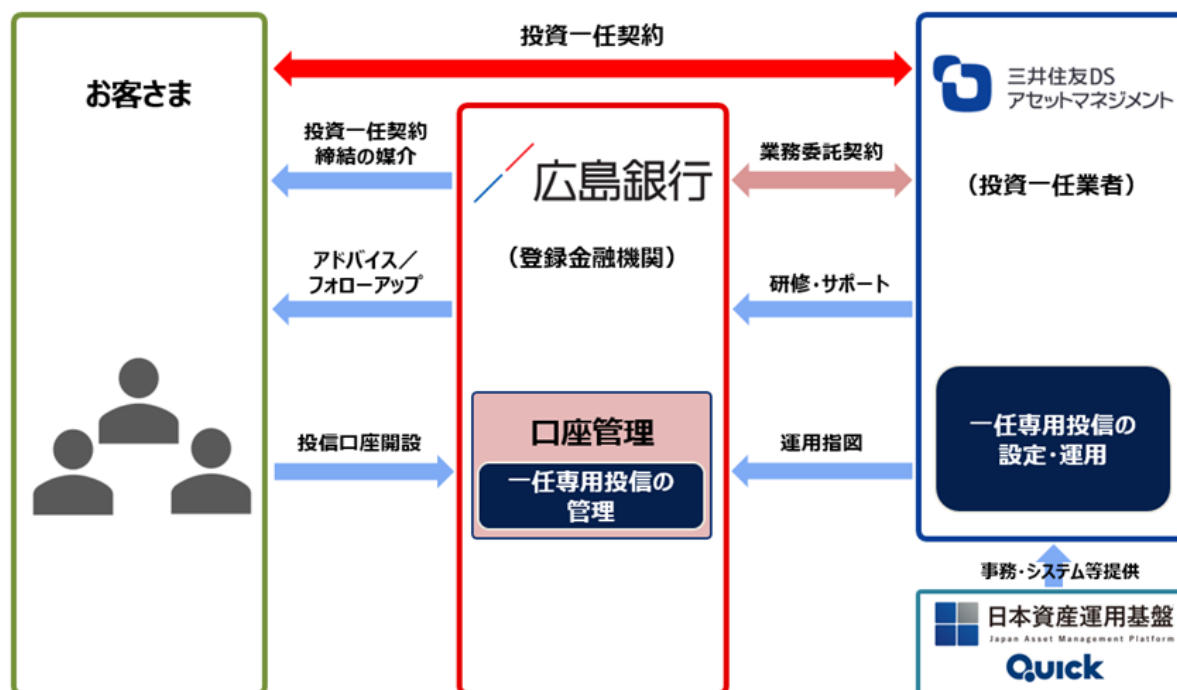 投資一任契約
お客さま
三井住友DS
アセットマネジメント
投資一任契約
締結の媒介
広島銀行
業務委託契約
（投資一任業者）
（登録金融機関）
アドバイス／
フォローアップ
研修・サポート
投信口座開設
口座管理
一任専用投信の
管理
運用指図
一任専用投信の
設定・運用
事務・システム等提供
日本資産運用基盤
Japan Asset Management Platform
QUICK